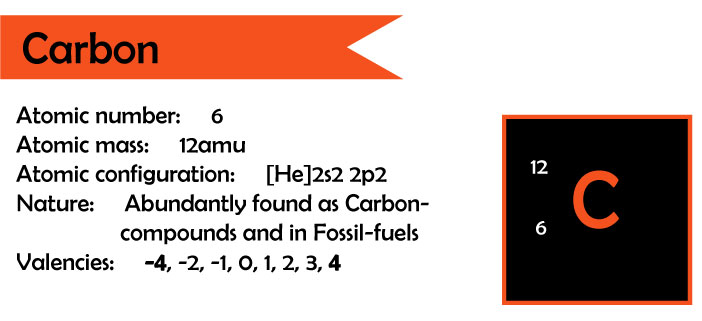 Carbon
Atomic number: 6
Atomic mass: 12amu
Atomic configuration: [He]2s2 2p2
Nature: Abundantly found as Carbon-
compounds and in Fossil-fuels
Valencies: -4, -2, -1, 0, 1, 2, 3, 4
12
C
6